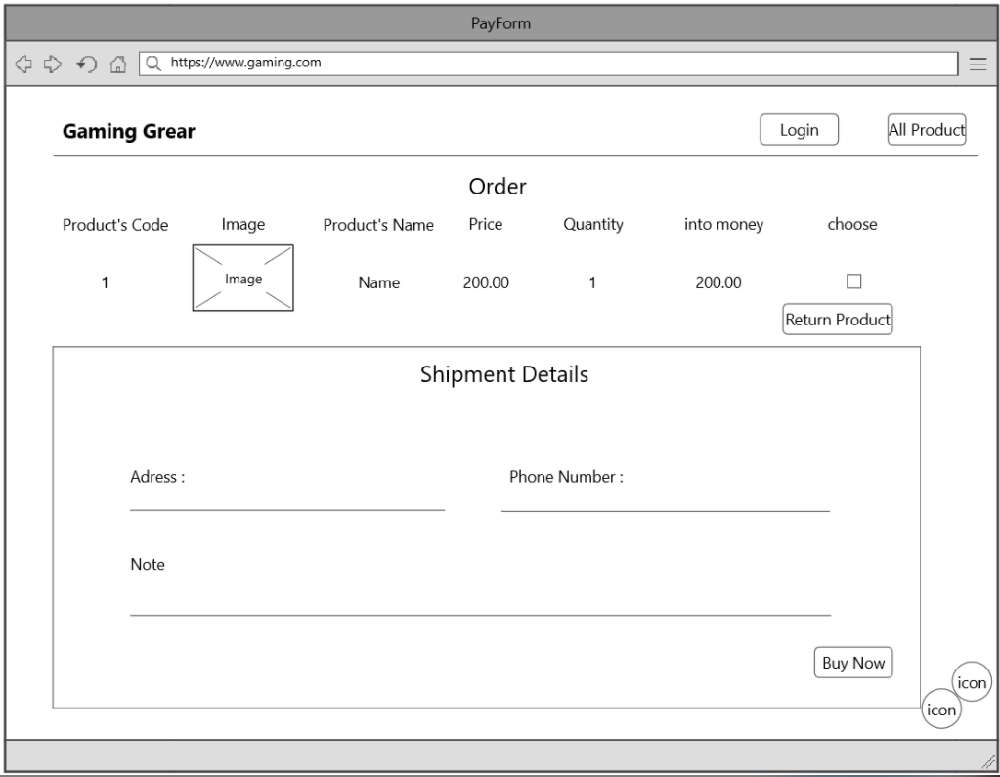 PayForm
https://www.gaming.com
Gaming Grear
Login
All Product
Order
Product's Code Image Product's Name Price Quantity into money choose
1 Image Name 200.00 1 200.00
Return Product
Shipment Details
Adress : Phone Number :
Note
Buy Now
icon
icon